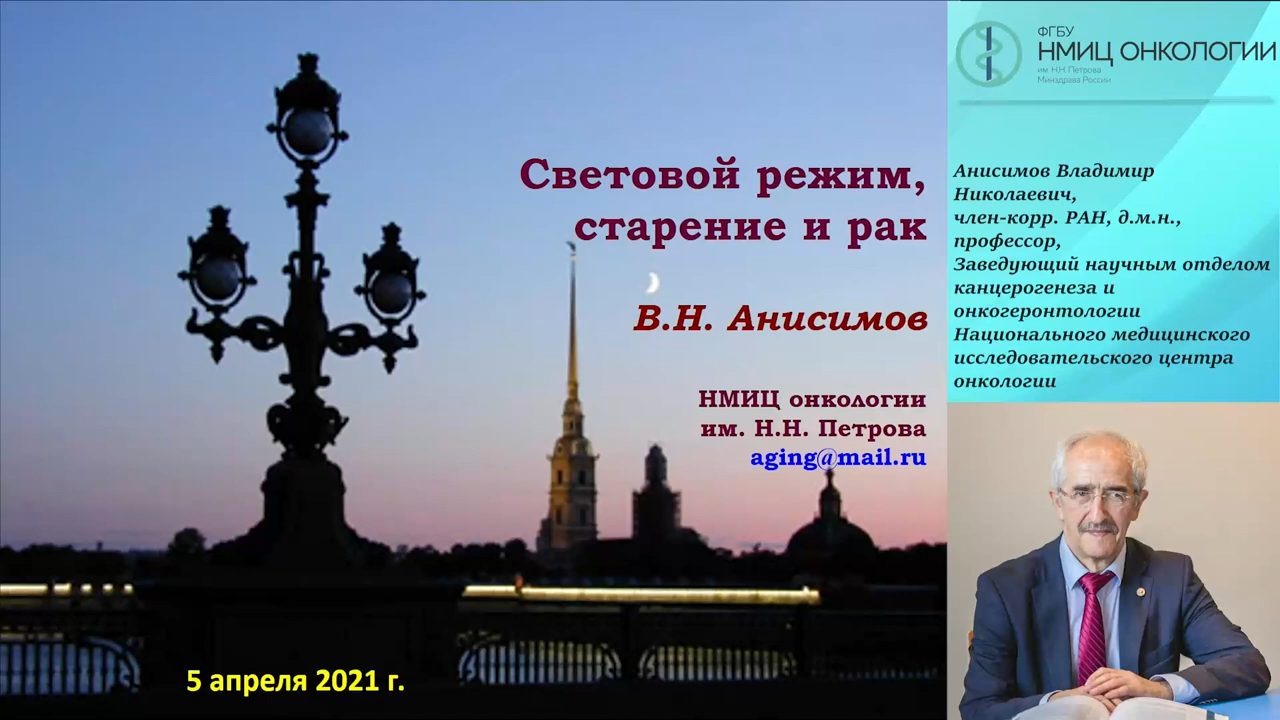 Световой режим,
старение и рак
В.Н. Анисимов
НМИЦ онкологии
им. Н.Н. Петрова
aging@mail.ru
5 апреля 2021 г.
ФГБУ
НМИЦ ОНКОЛОГИИ
им. Н.Н. Петрова
Минздрава России
Анисимов Владимир
Николаевич,
член-корр. РАН, д.м.н.,
профессор,
Заведующий научным отделом
канцерогенеза и
онкогеронтологии
Национального медицинского
исследовательского центра
онкологии